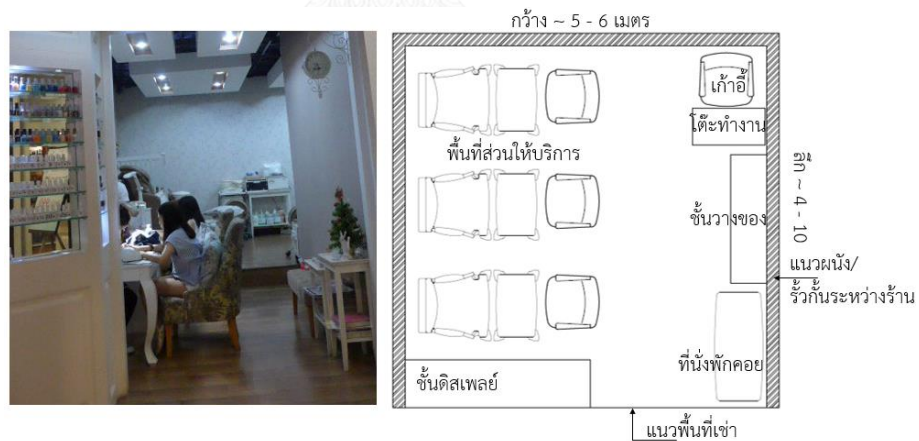 กว้าง ~ 5 - 6 เมตร
เก้าอี้
โต๊ะทำงาน
พื้นที่ส่วนให้บริการ
ชั้นวางของ
ลึก ~ 4 - 10
แนวผนัง/
รั้วกั้นระหว่างร้าน
ที่นั่งพักคอย
ชั้นดิสเพลย์
แนวพื้นที่เช่า